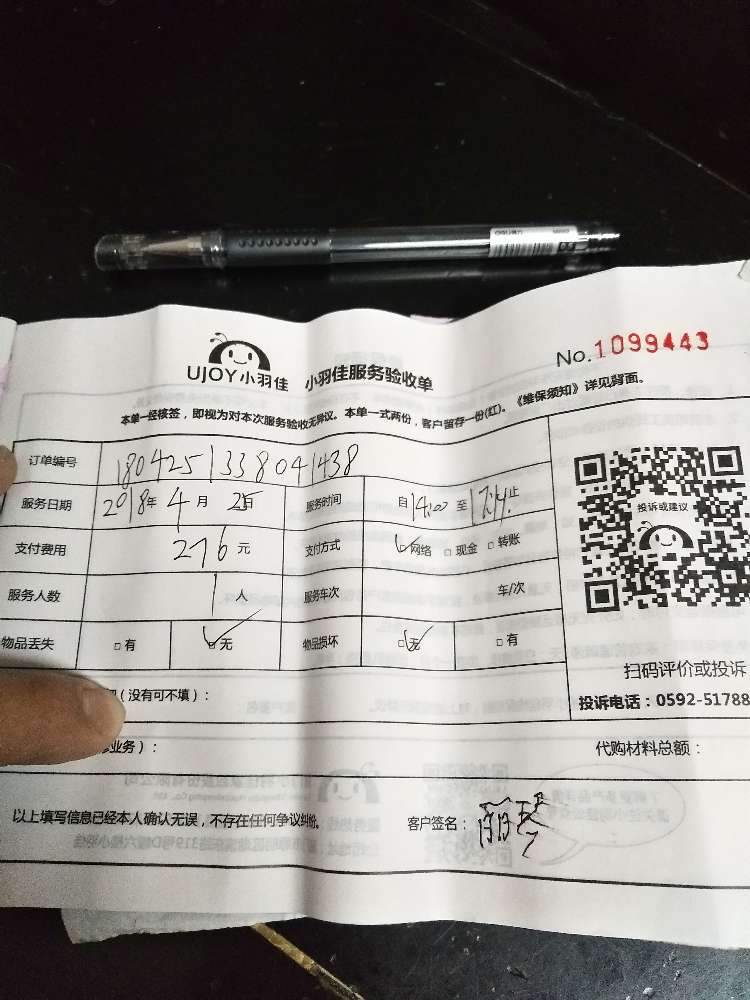 UJOY小羽佳 小羽佳服务验收单 No.1099443
本单一经核签，即视为对本次服务验收无异议。本单一式两份，客户留存一份(红)。《维保须知》详见背面。
订单编号 1804251338041438
服务日期 2018年 4月 25日 服务时间 自14:00至 止
支付费用 276元 支付方式 网络 现金 转账
服务人数 1人 服务车次 车/次
物品丢失 有 无 物品损坏 无 有
投诉或建议
扫码评价或投诉
投诉电话：0592-51788
(没有可不填)：
业务)： 代购材料总额：
以上填写信息已经本人确认无误，不存在任何争议纠纷。 客户签名：丽琴